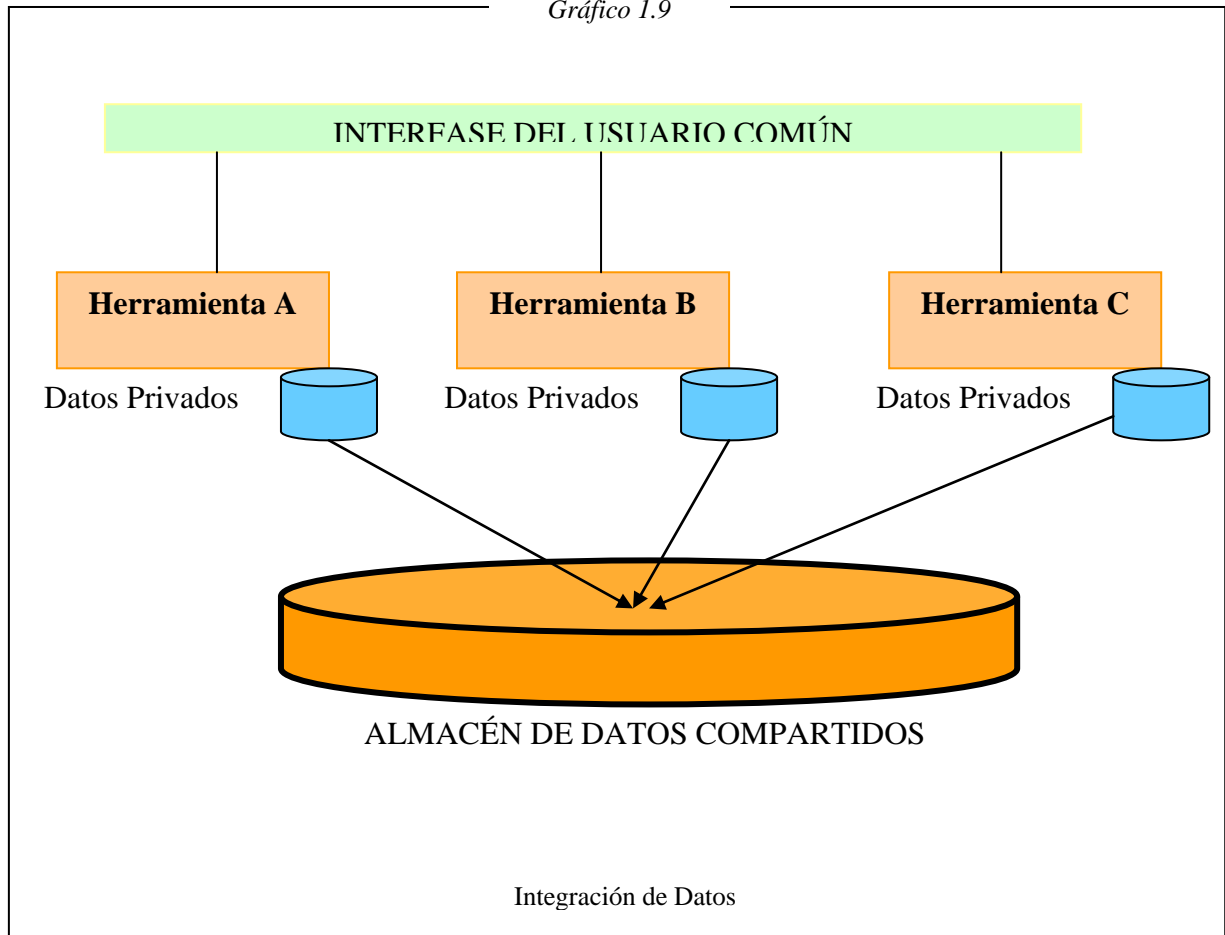 Gráfico 1.9
INTERFASE DEL USUARIO COMÚN
Herramienta A
Herramienta B
Herramienta C
Datos Privados
Datos Privados
Datos Privados
ALMACÉN DE DATOS COMPARTIDOS
Integración de Datos